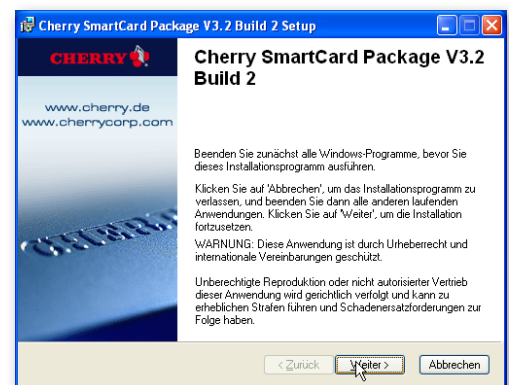 Cherry SmartCard Package V3.2 Build 2 Setup
CHERRY
www.cherry.de
www.cherrycorp.com
CHERRY
Cherry SmartCard Package V3.2
Build 2
Beenden Sie zunächst alle Windows-Programme, bevor Sie
dieses Installationsprogramm ausführen.
Klicken Sie auf 'Abbrechen', um das Installationsprogramm zu
verlassen, und beenden Sie dann alle anderen laufenden
Anwendungen. Klicken Sie auf 'Weiter', um die Installation
fortzusetzen.
WARNUNG: Diese Anwendung ist durch Urheberrecht und
internationale Vereinbarungen geschützt.
Unberechtigte Reproduktion oder nicht autorisierter Vertrieb
dieser Anwendung wird gerichtlich verfolgt und kann zu
erheblichen Strafen führen und Schadenersatzforderungen zur
Folge haben.
< Zurück
Weiter >
Abbrechen